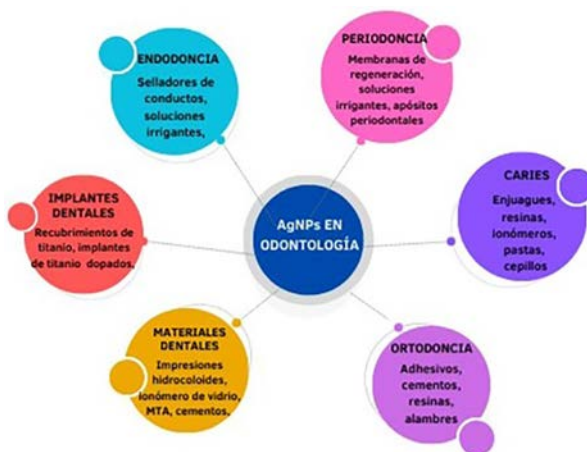 ENDODONCIA
Selladores de
conductos,
soluciones
irrigantes,
PERIODONCIA
Membranas de
regeneración,
soluciones
irrigantes, apósitos
periodontales
IMPLANTES
DENTALES
Recubrimientos de
titanio, implantes
de titanio dopados,
AgNPs EN
ODONTOLOGÍA
CARIES
Enjuagues,
resinas,
ionómeros,
pastas,
cepillos
MATERIALES
DENTALES
Impresiones
hidrocoloides,
ionómero de vidrio,
MTA, cementos,
ORTODONCIA
Adhesivos,
cementos,
resinas,
alambres